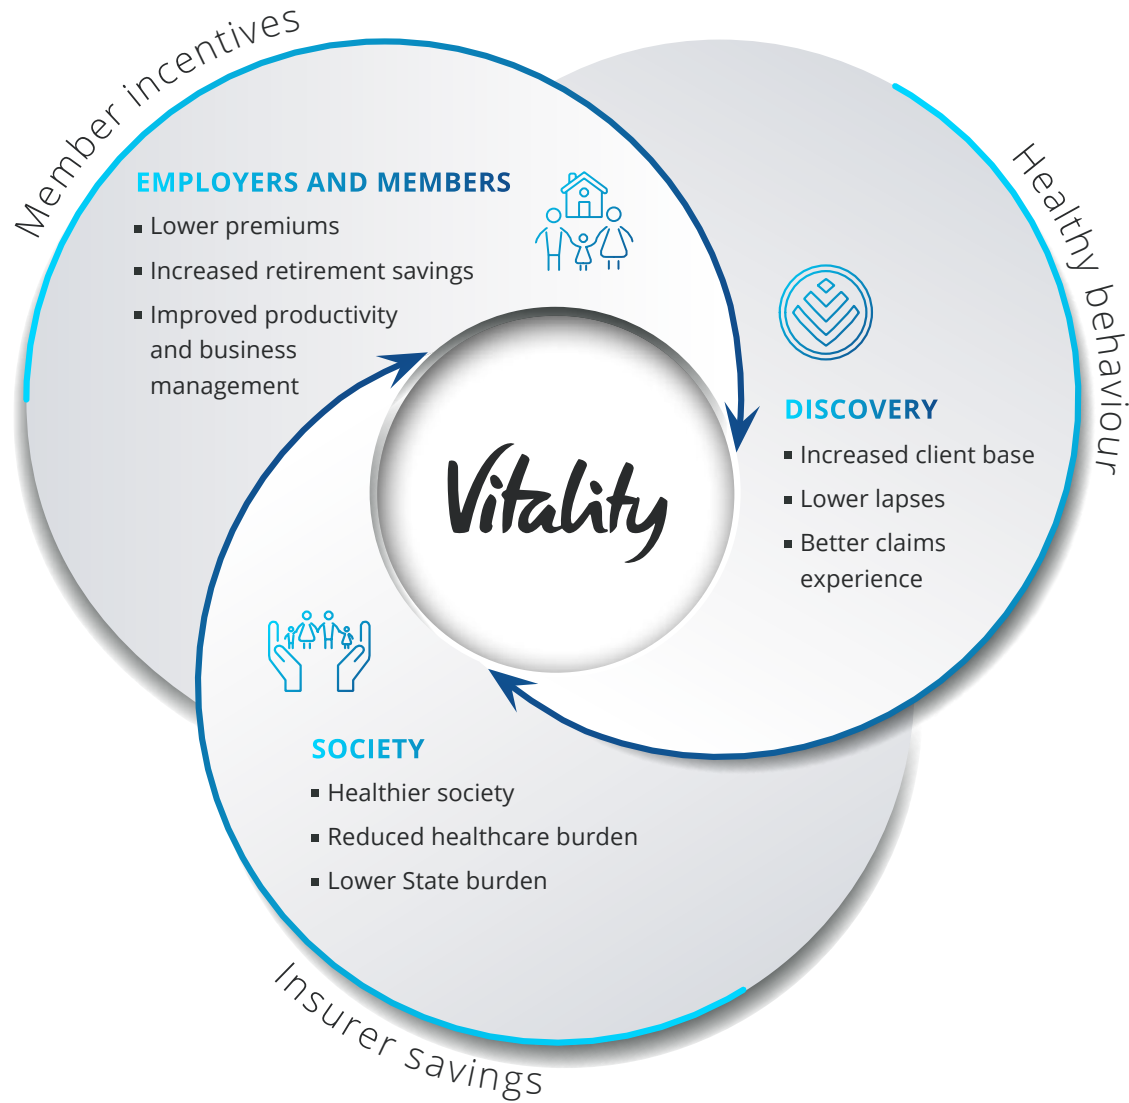 Member incentives
EMPLOYERS AND MEMBERS
Lower premiums
Increased retirement savings
Improved productivity
and business
management
Healthy behaviour
DISCOVERY
Increased client base
Lower lapses
Better claims
experience
Vitality
SOCIETY
Healthier society
Reduced healthcare burden
Lower State burden
Insurer savings